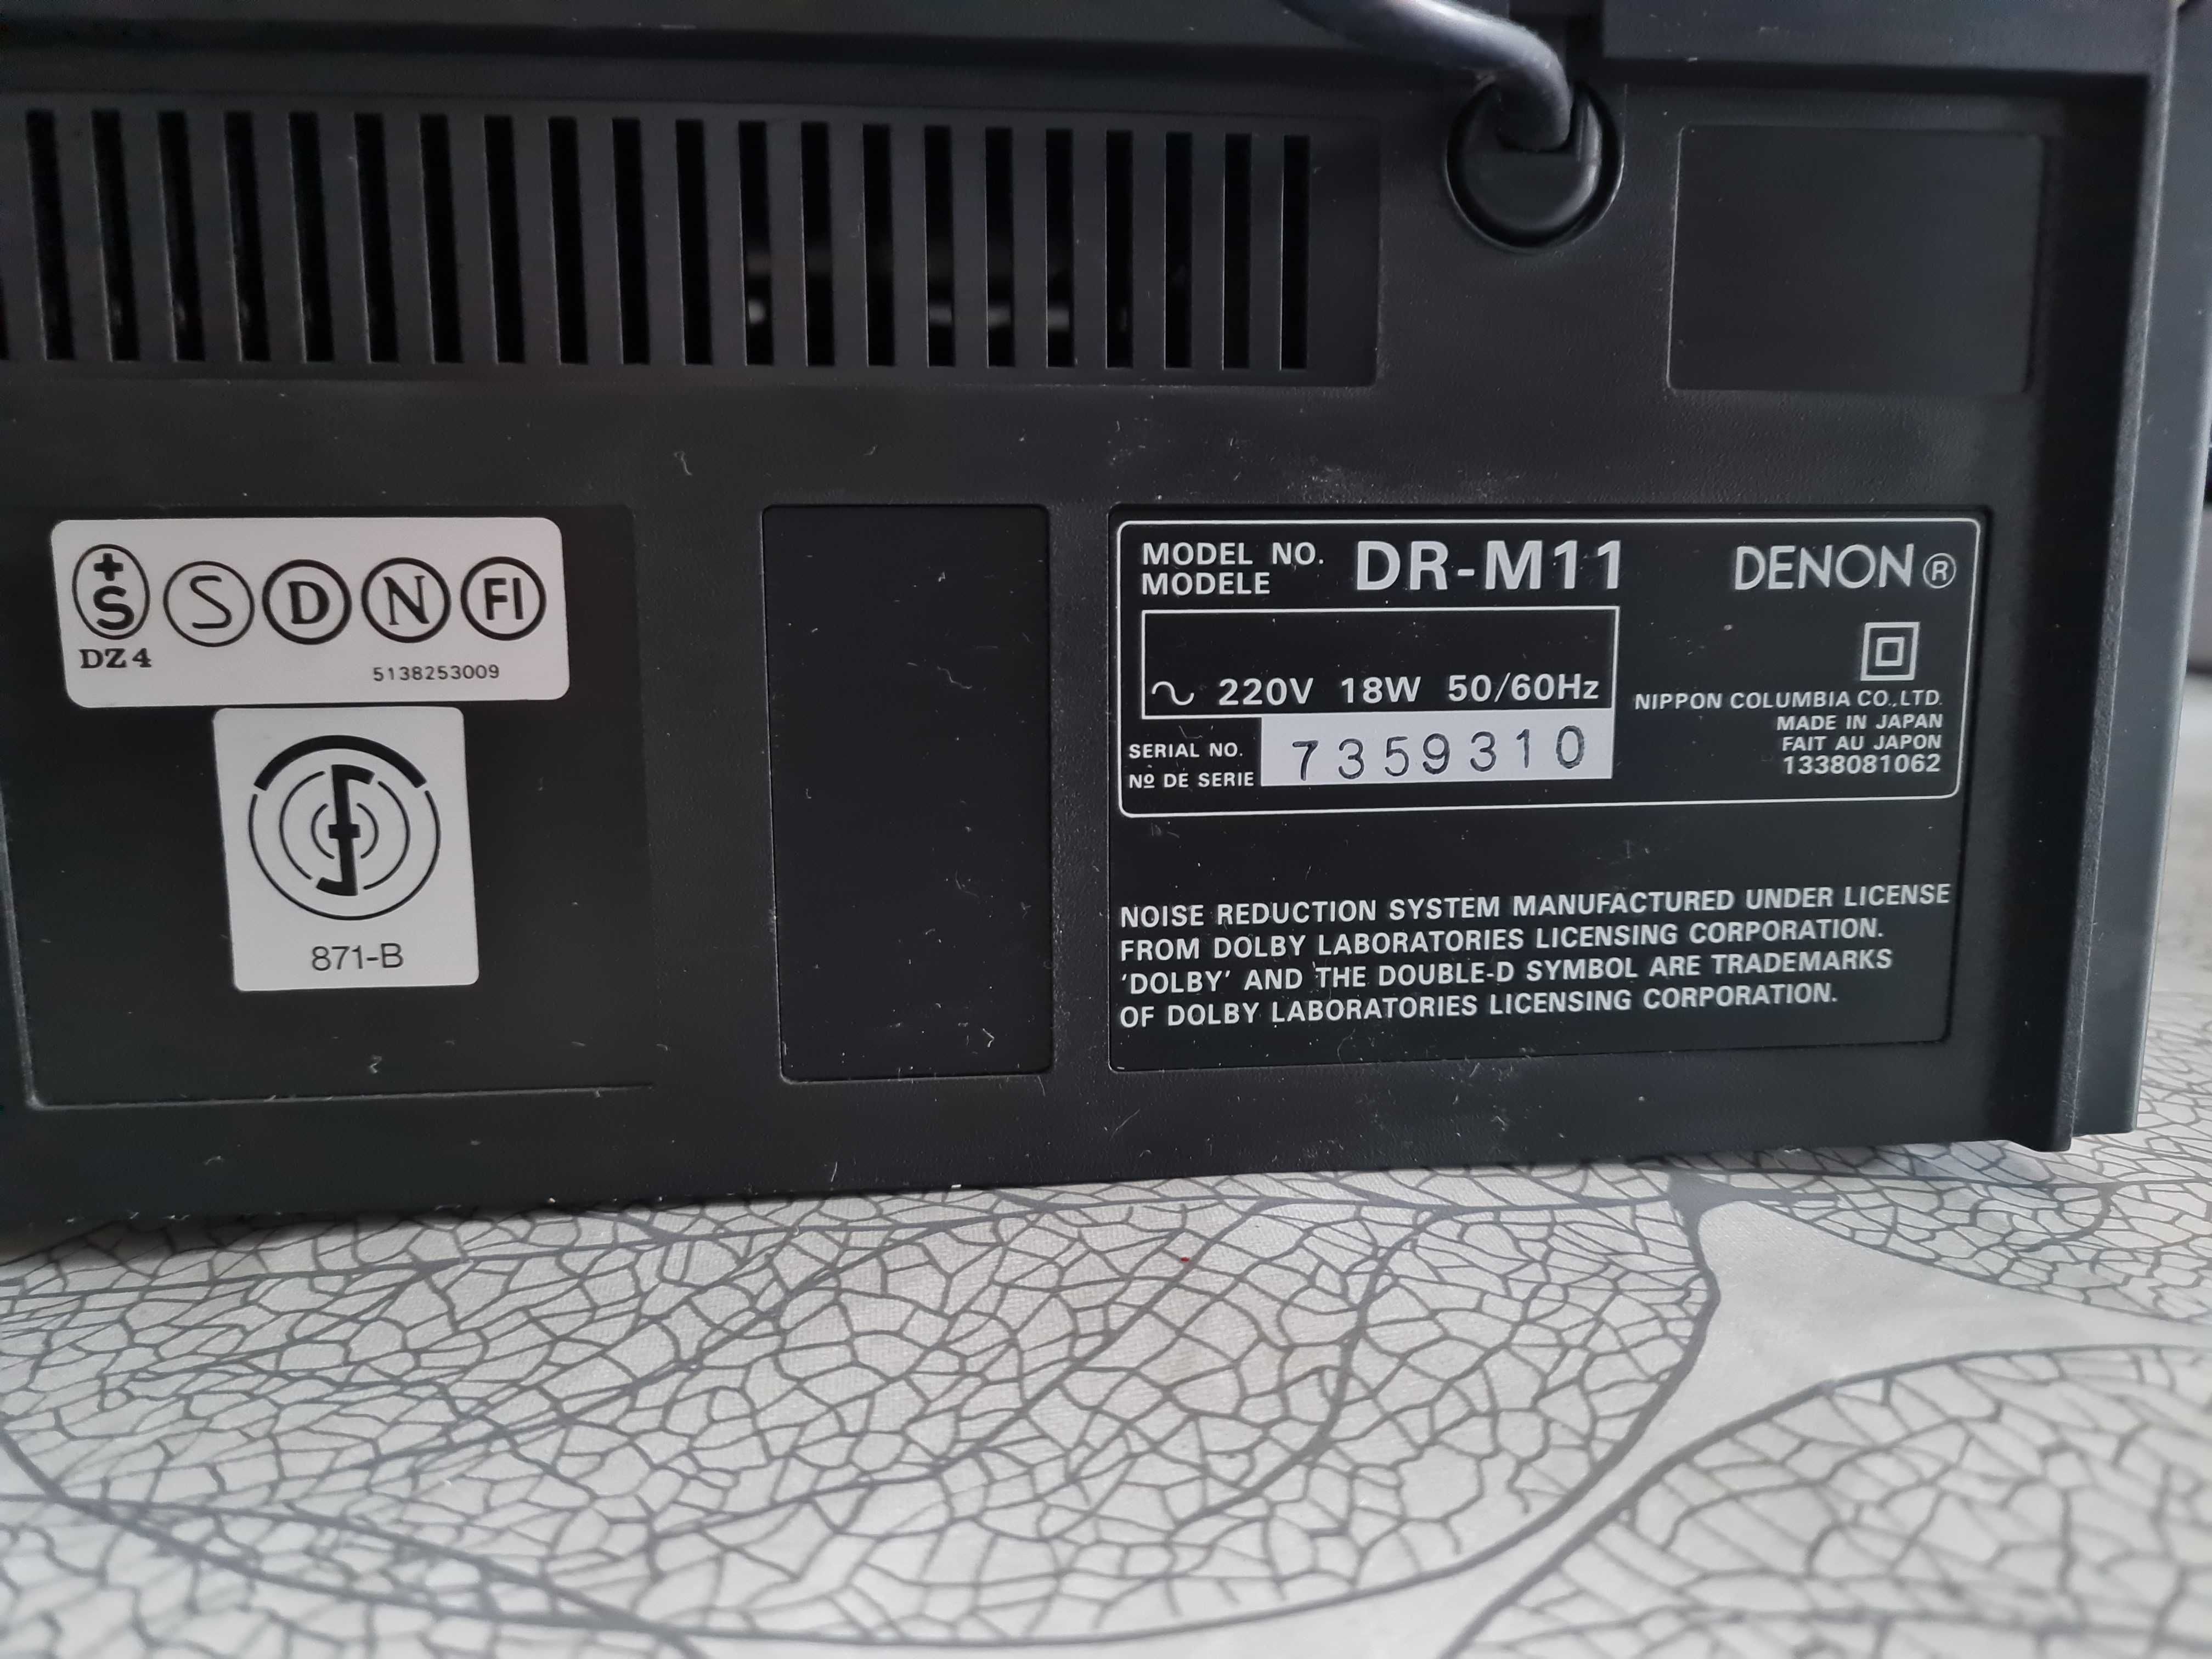 +S S D N FI
DZ4
5138253009
871-B
MODEL NO. DR-M11 DENON®
MODELE
220V 18W 50/60Hz
NIPPON COLUMBIA CO.,LTD.
MADE IN JAPAN
FAIT AU JAPON
1338081062
SERIAL NO. 7359310
Nº DE SERIE
NOISE REDUCTION SYSTEM MANUFACTURED UNDER LICENSE
FROM DOLBY LABORATORIES LICENSING CORPORATION.
'DOLBY' AND THE DOUBLE-D SYMBOL ARE TRADEMARKS
OF DOLBY LABORATORIES LICENSING CORPORATION.